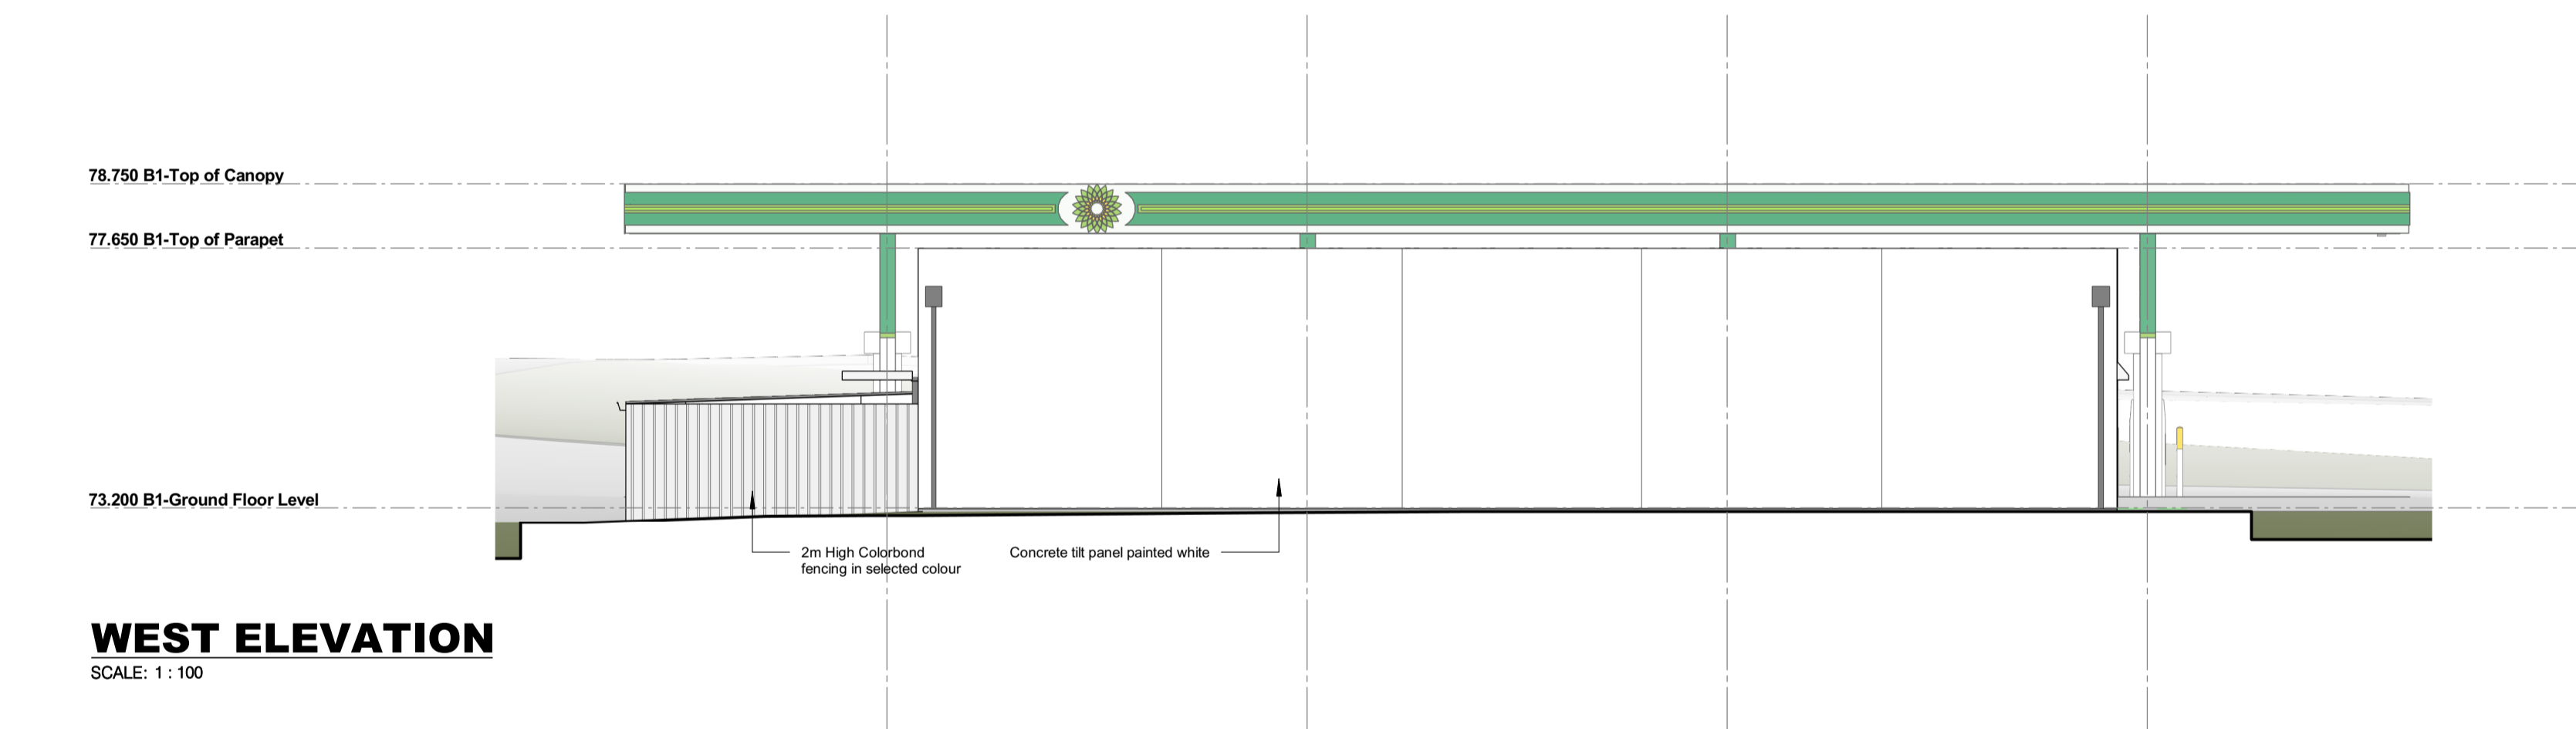 78.750 B1-Top of Canopy
77.650 B1-Top of Parapet
73.200 B1-Ground Floor Level
2m High Colorbond
fencing in selected colour
Concrete tilt panel painted white
WEST ELEVATION
SCALE: 1 : 100